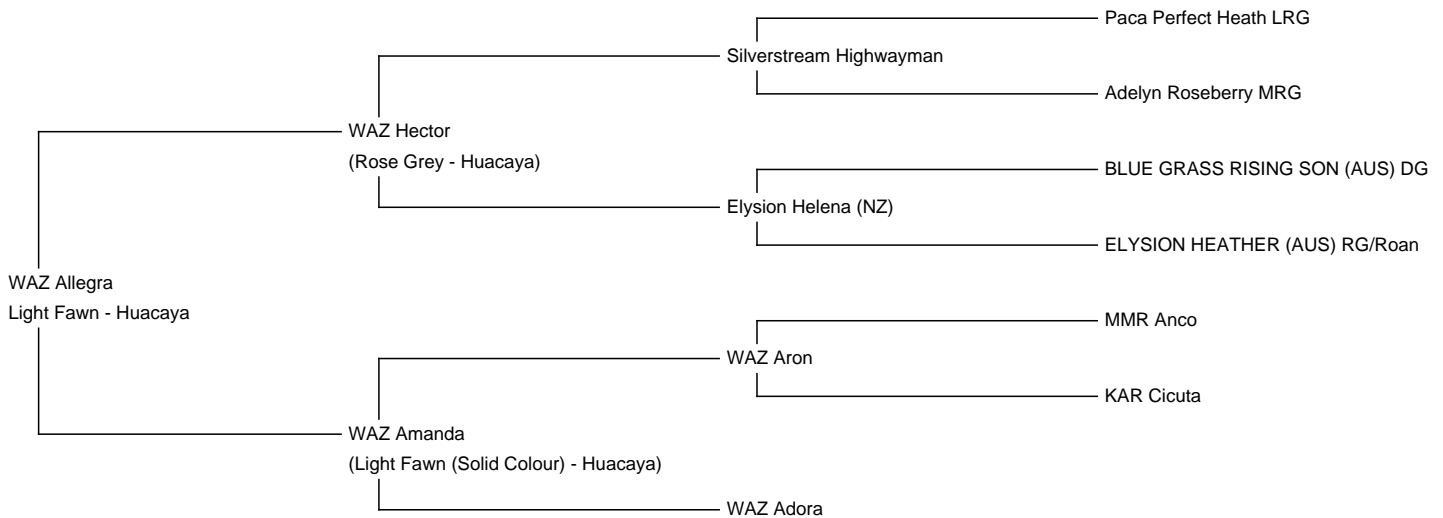 Paca Perfect Heath LRG
Silverstream Highwayman
Adelyn Roseberry MRG
WAZ Hector
(Rose Grey - Huacaya)
BLUE GRASS RISING SON (AUS) DG
Elysion Helena (NZ)
ELYSION HEATHER (AUS) RG/Roan
WAZ Allegra
Light Fawn - Huacaya
MMR Anco
WAZ Aron
KAR Cicuta
WAZ Amanda
(Light Fawn (Solid Colour) - Huacaya)
WAZ Adora